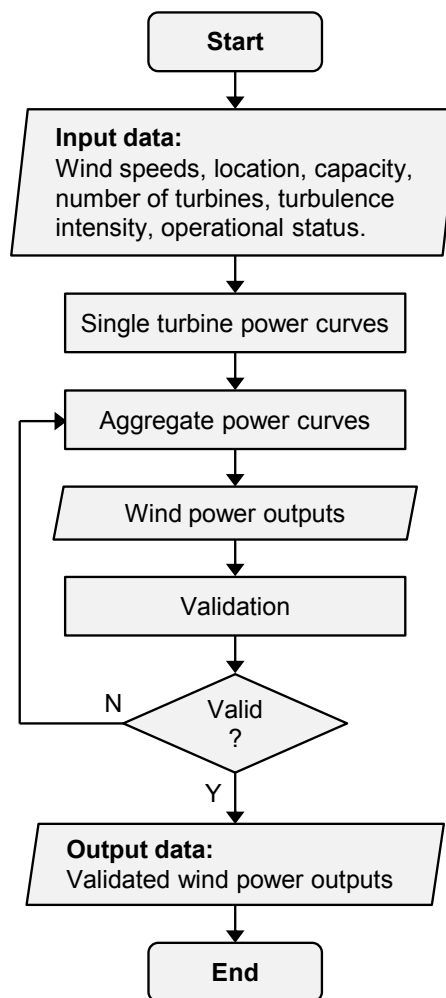 Start
Input data:
Wind speeds, location, capacity,
number of turbines, turbulence
intensity, operational status.
Single turbine power curves
Aggregate power curves
Wind power outputs
Validation
N
Valid
?
Y
Output data:
Validated wind power outputs
End